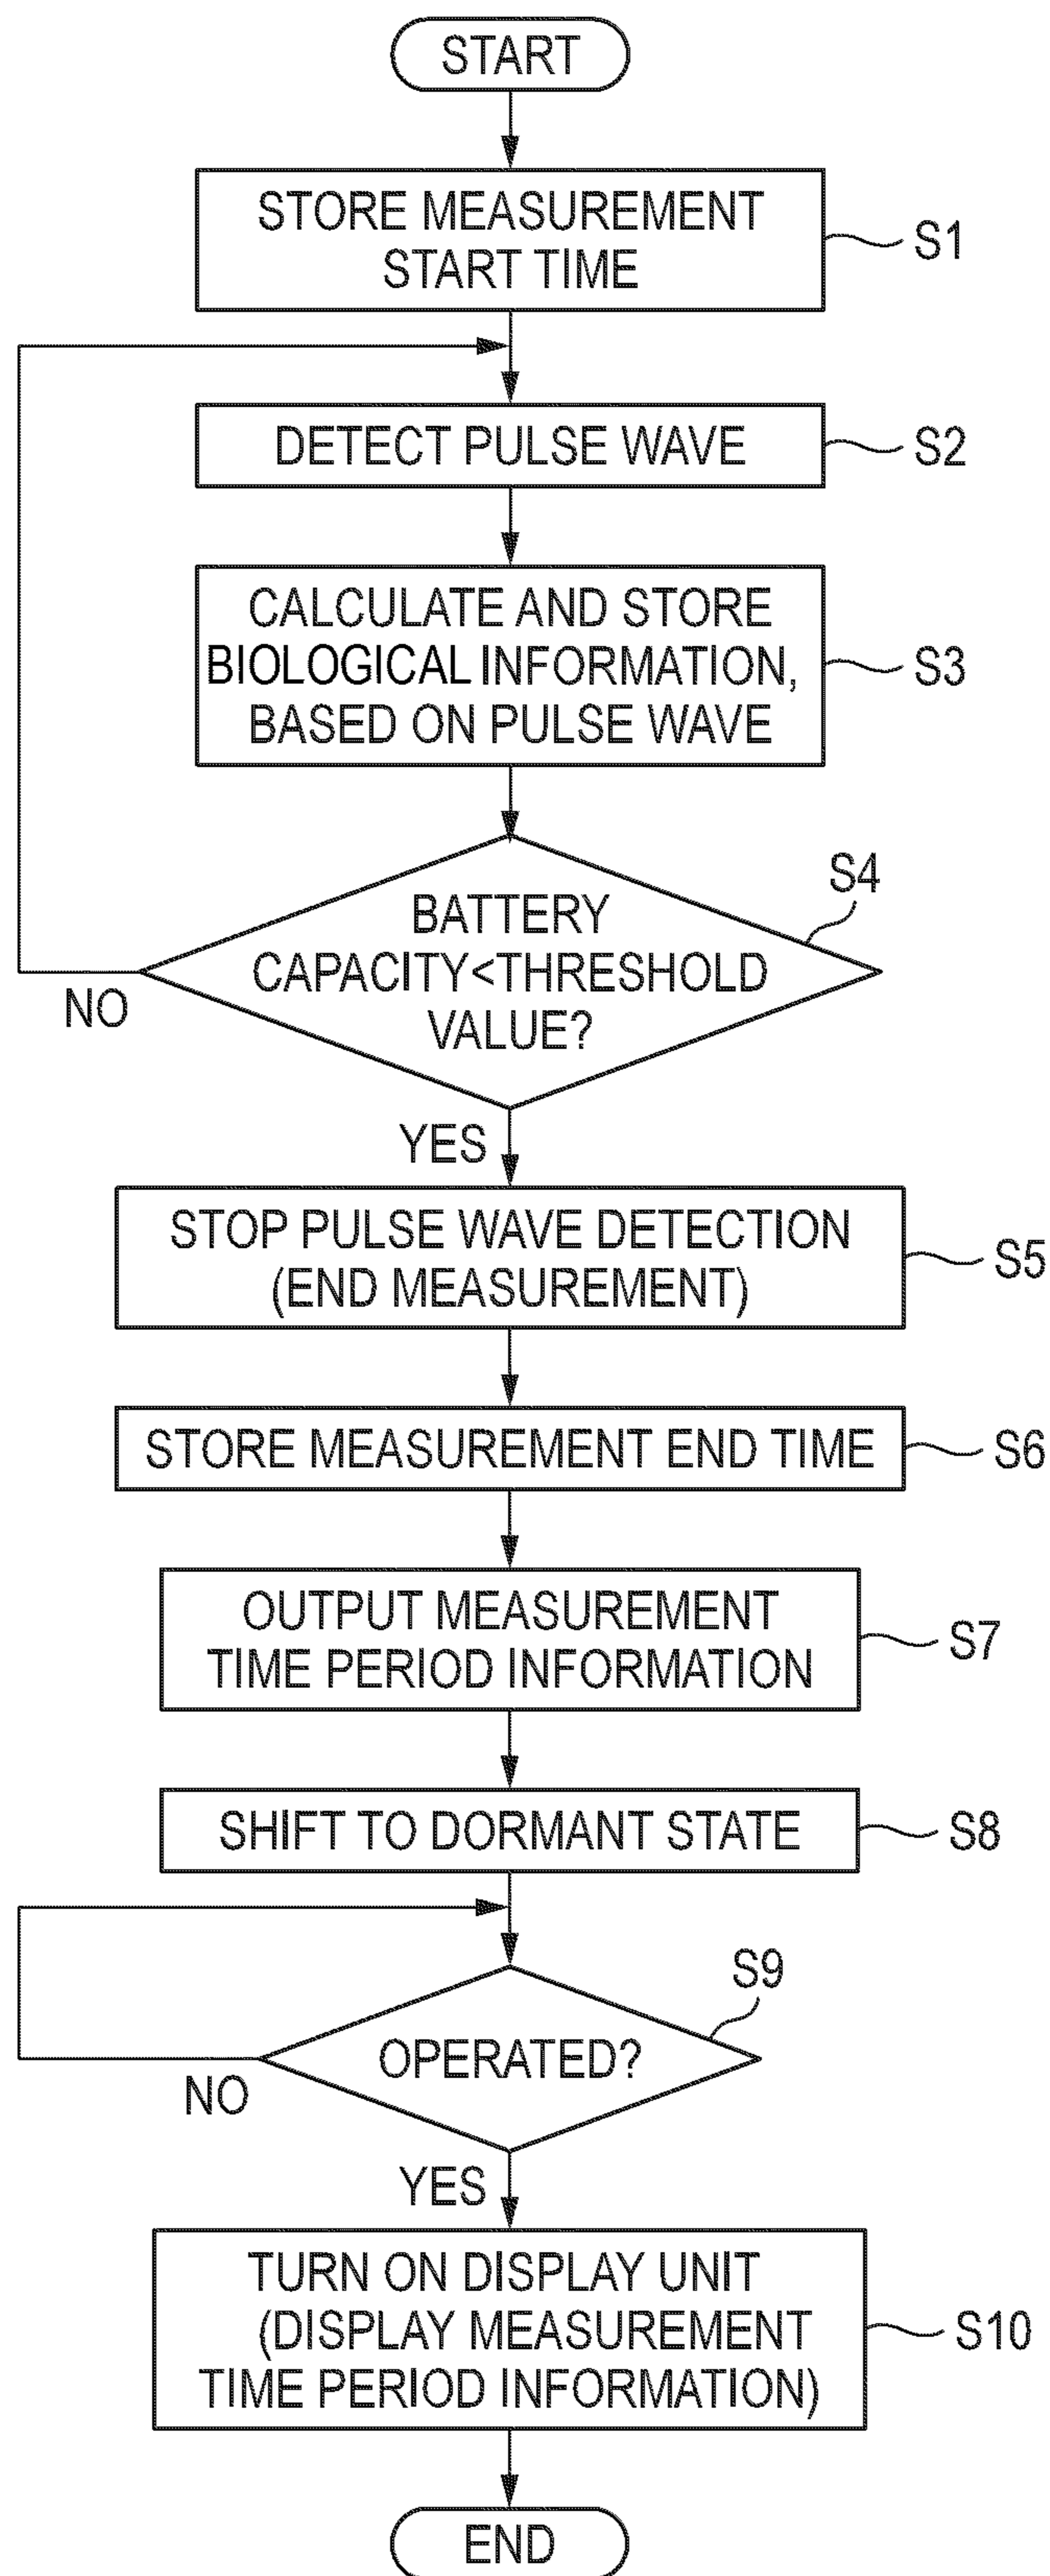 START
STORE MEASUREMENT
START TIME
S1
DETECT PULSE WAVE
S2
CALCULATE AND STORE
BIOLOGICAL INFORMATION,
BASED ON PULSE WAVE
S3
S4
BATTERY
CAPACITY<THRESHOLD
VALUE?
NO
YES
STOP PULSE WAVE DETECTION
(END MEASUREMENT)
S5
STORE MEASUREMENT END TIME
S6
OUTPUT MEASUREMENT
TIME PERIOD INFORMATION
S7
SHIFT TO DORMANT STATE
S8
S9
OPERATED?
NO
YES
TURN ON DISPLAY UNIT
(DISPLAY MEASUREMENT
TIME PERIOD INFORMATION)
S10
END